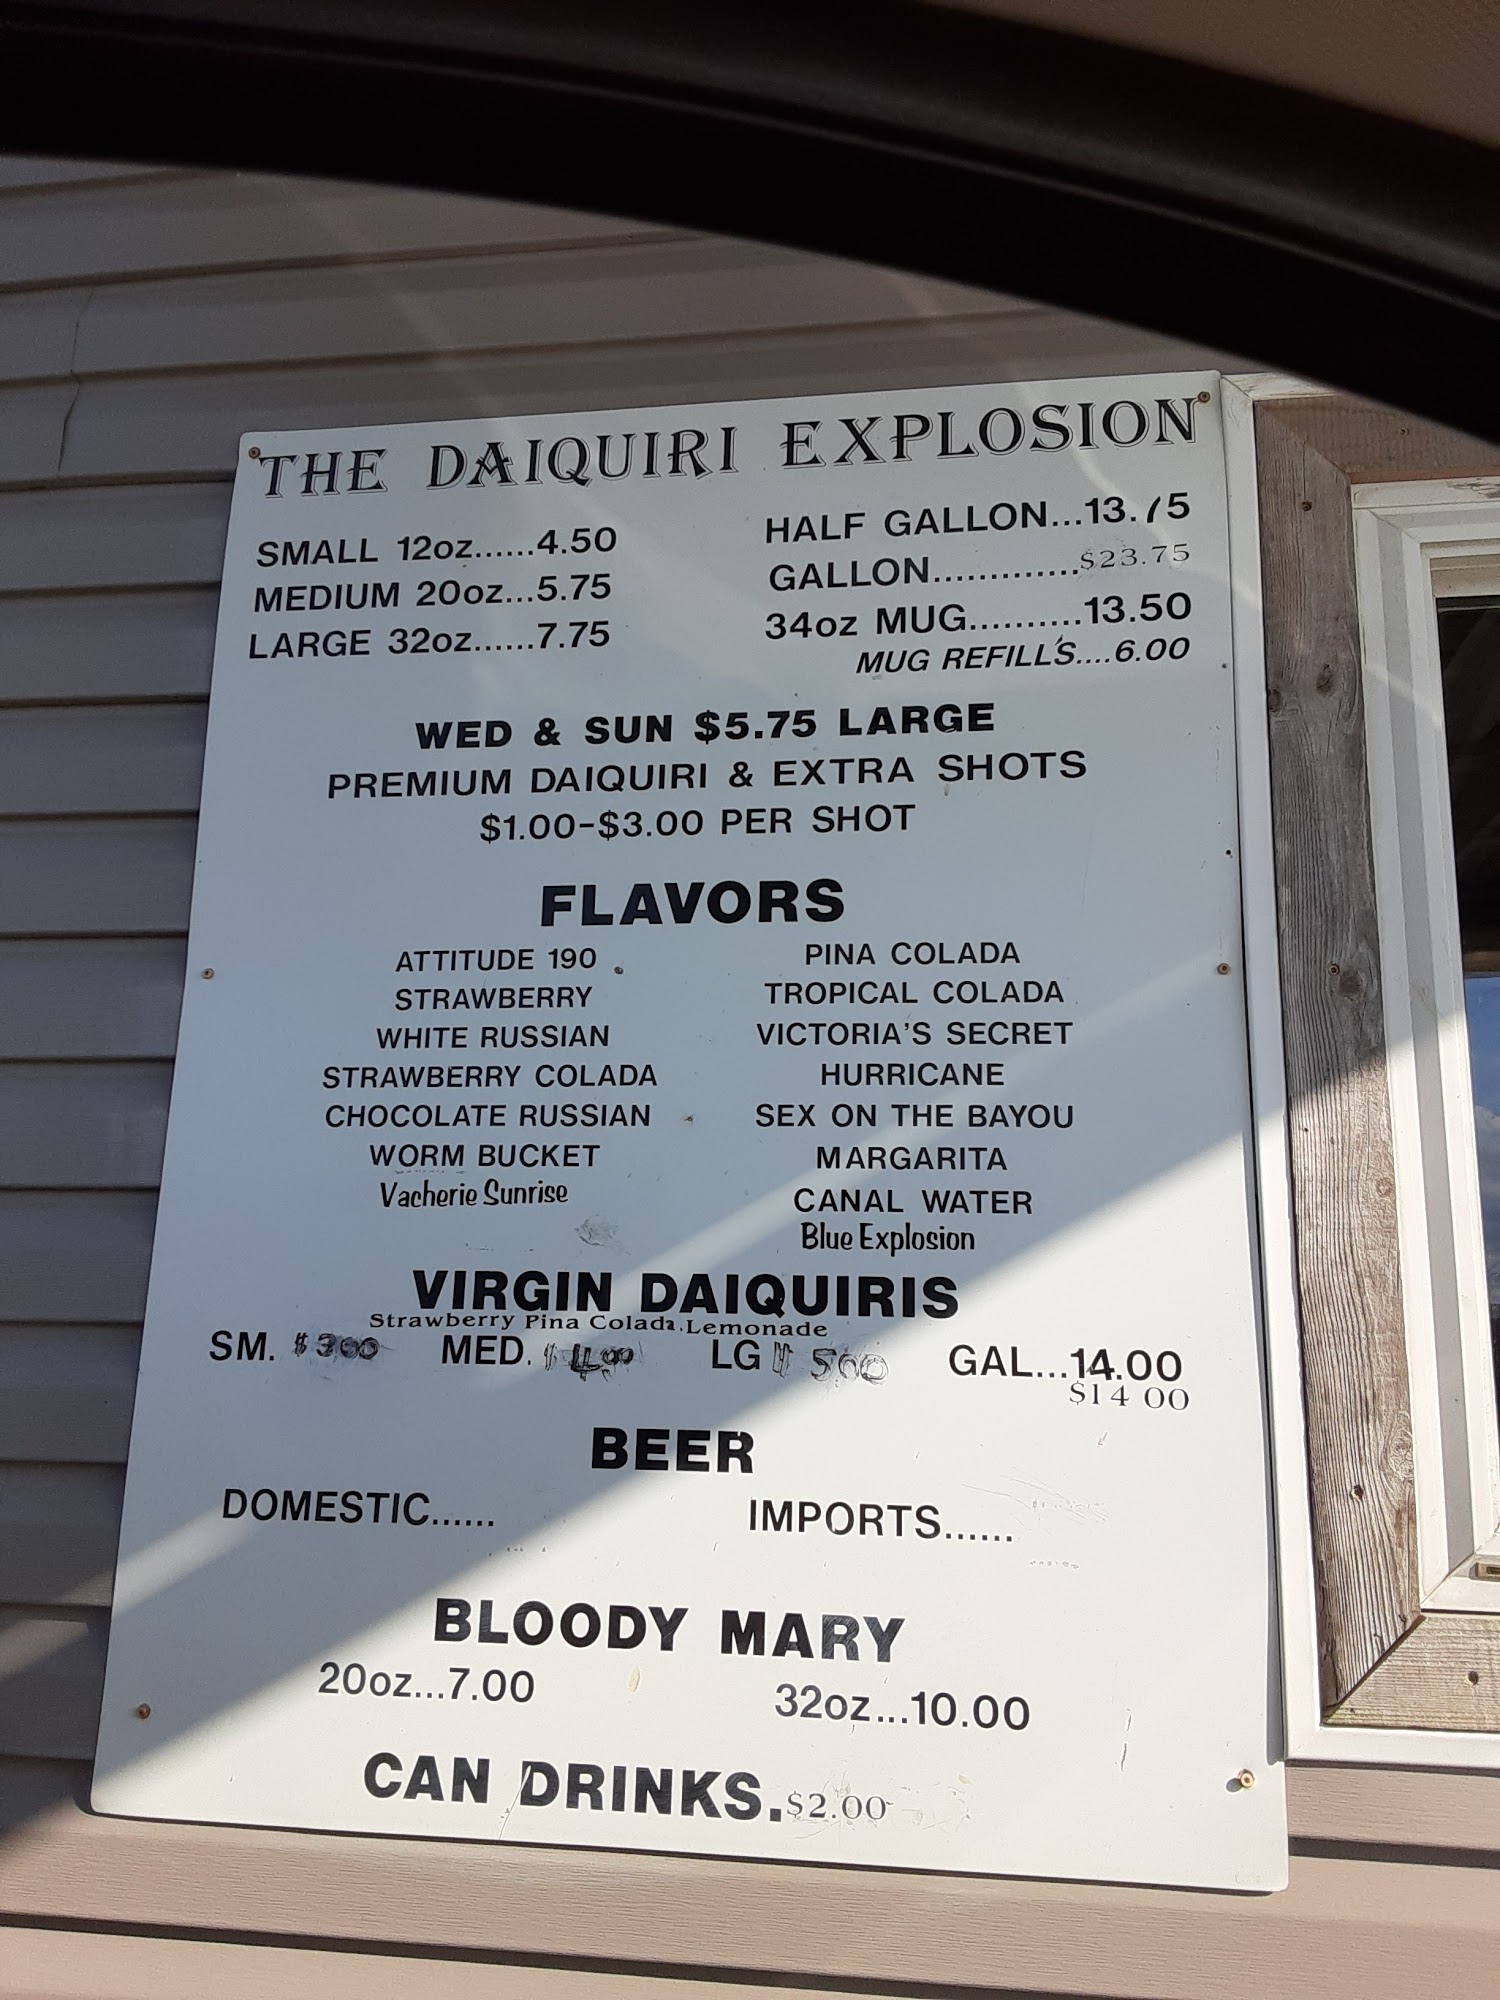 THE DAIQUIRI EXPLOSION
SMALL 12oz......4.50
MEDIUM 20oz...5.75
LARGE 32oz......7.75
HALF GALLON...13.75
GALLON.............$23.75
34oz MUG..........13.50
MUG REFILLS....6.00
WED & SUN $5.75 LARGE
PREMIUM DAIQUIRI & EXTRA SHOTS
$1.00-$3.00 PER SHOT
FLAVORS
ATTITUDE 190
STRAWBERRY
WHITE RUSSIAN
STRAWBERRY COLADA
CHOCOLATE RUSSIAN
WORM BUCKET
Vacherie Sunrise
PINA COLADA
TROPICAL COLADA
VICTORIA'S SECRET
HURRICANE
SEX ON THE BAYOU
MARGARITA
CANAL WATER
Blue Explosion
VIRGIN DAIQUIRIS
Strawberry Pina Colada.Lemonade
SM. $300 MED. $400 LG $500 GAL...14.00
$14 00
BEER
DOMESTIC...... IMPORTS......
BLOODY MARY
20oz...7.00 32oz...10.00
CAN DRINKS.$2.00